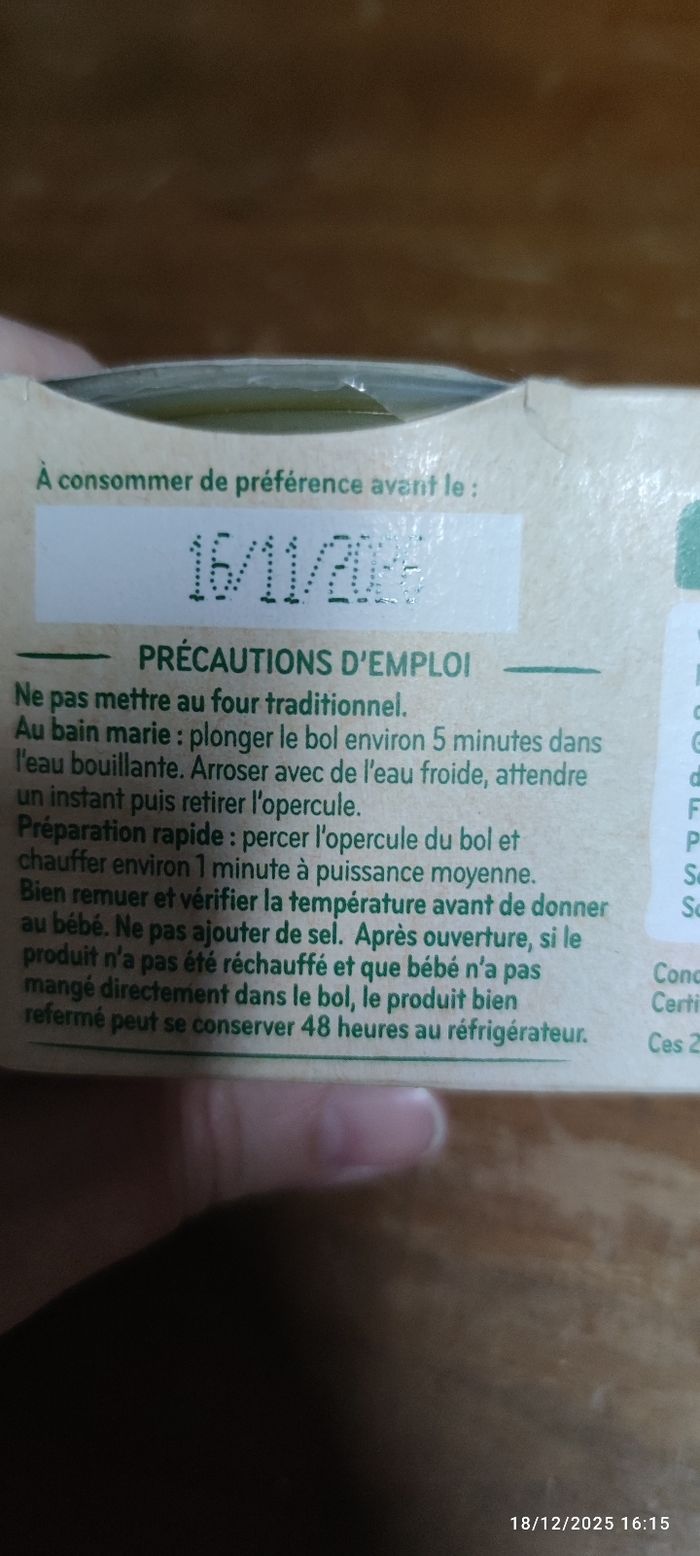 À consommer de préférence avant le :
16/11/2026
PRÉCAUTIONS D'EMPLOI
Ne pas mettre au four traditionnel.
Au bain marie : plonger le bol environ 5 minutes dans
l'eau bouillante. Arroser avec de l'eau froide, attendre
un instant puis retirer l'opercule.
Préparation rapide : percer l'opercule du bol et
chauffer environ 1 minute à puissance moyenne.
Bien remuer et vérifier la température avant de donner
au bébé. Ne pas ajouter de sel. Après ouverture, si le
produit n'a pas été réchauffé et que bébé n'a pas
mangé directement dans le bol, le produit bien
refermé peut se conserver 48 heures au réfrigérateur.
Ces 2
18/12/2025 16:15